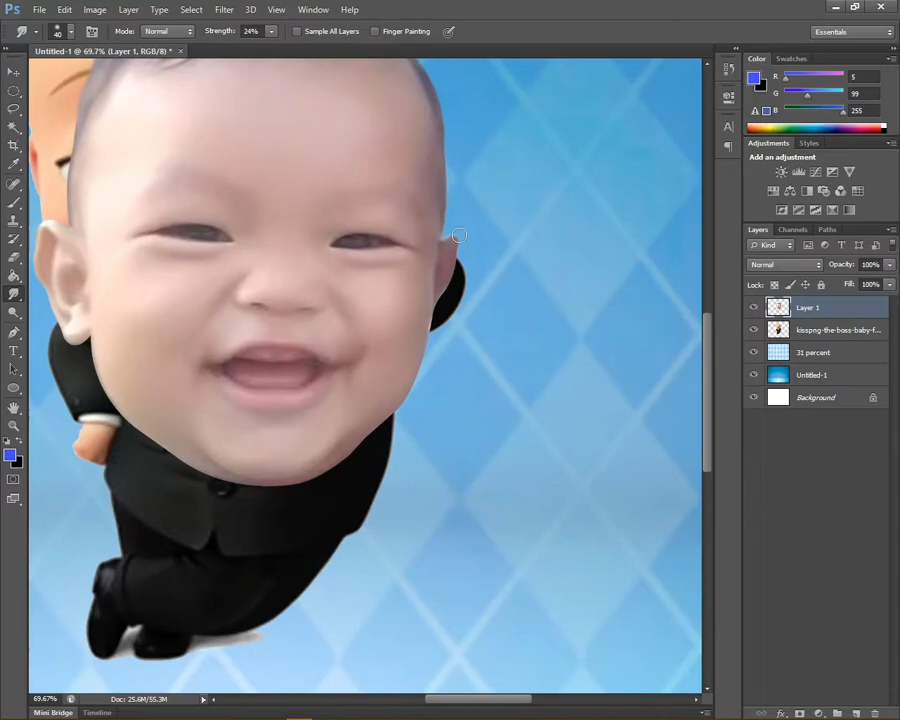 Ps File Edit Image Layer Type Select Filter 3D View Window Help
40 Mode: Normal Strength: 24% Sample All Layers Finger Painting Essentials
Untitled-1 @ 69.7% (Layer 1, RGB/8) * ×
Color Swatches
R 5
G 99
B 255
Adjustments Styles
Add an adjustment
Layers Channels Paths
Kind
Normal Opacity: 100%
Lock: Fill: 100%
Layer 1
kisspng-the-boss-baby-f...
31 percent
Untitled-1
Background
69.67% Doc: 25.6M/55.3M
Mini Bridge Timeline